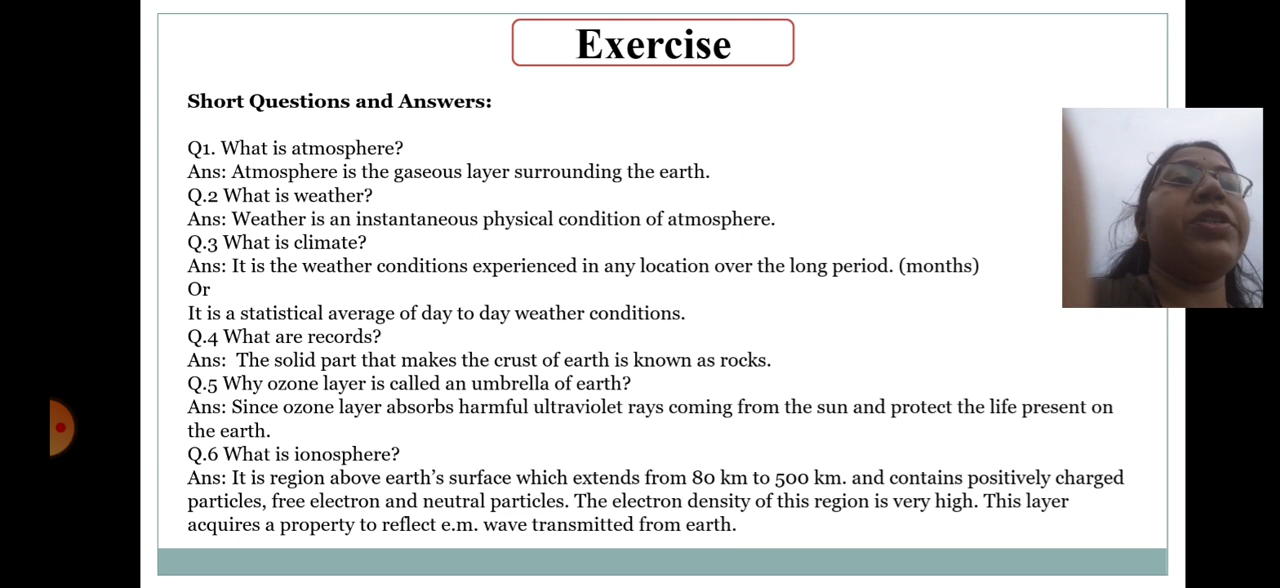 Exercise
Short Questions and Answers:
Q1. What is atmosphere?
Ans: Atmosphere is the gaseous layer surrounding the earth.
Q.2 What is weather?
Ans: Weather is an instantaneous physical condition of atmosphere.
Q.3 What is climate?
Ans: It is the weather conditions experienced in any location over the long period. (months)
Or
It is a statistical average of day to day weather conditions.
Q.4 What are records?
Ans:  The solid part that makes the crust of earth is known as rocks.
Q.5 Why ozone layer is called an umbrella of earth?
Ans: Since ozone layer absorbs harmful ultraviolet rays coming from the sun and protect the life present on
the earth.
Q.6 What is ionosphere?
Ans: It is region above earth’s surface which extends from 80 km to 500 km. and contains positively charged
particles, free electron and neutral particles. The electron density of this region is very high. This layer
acquires a property to reflect e.m. wave transmitted from earth.